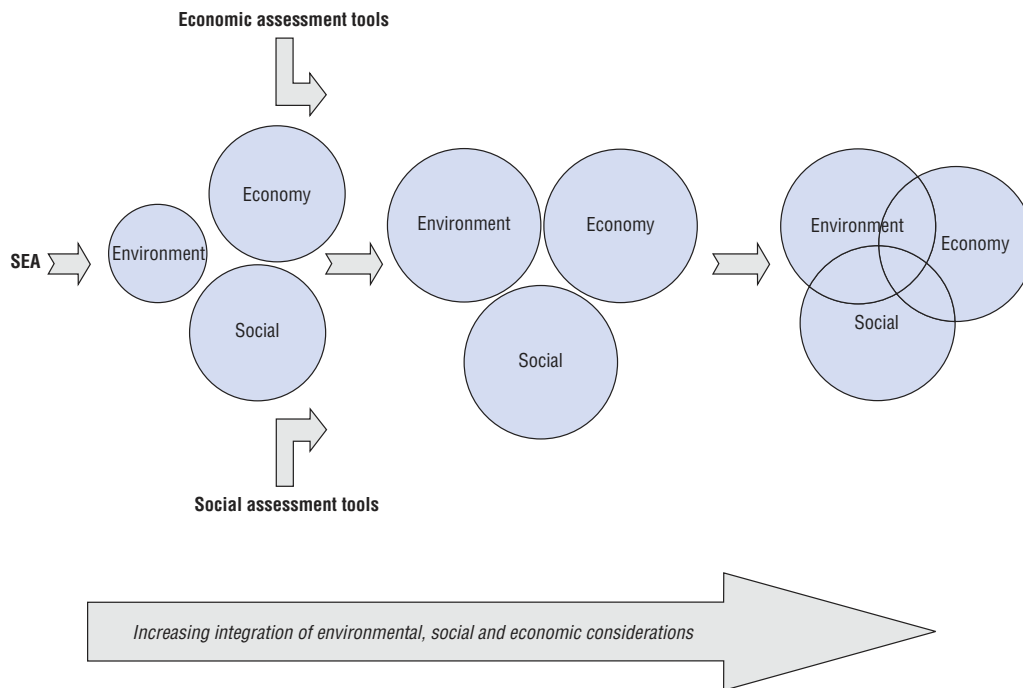 Economic assessment tools
Economy
Environment
SEA
Social
Environment
Economy
Social
Environment
Economy
Social
Social assessment tools
Increasing integration of environmental, social and economic considerations